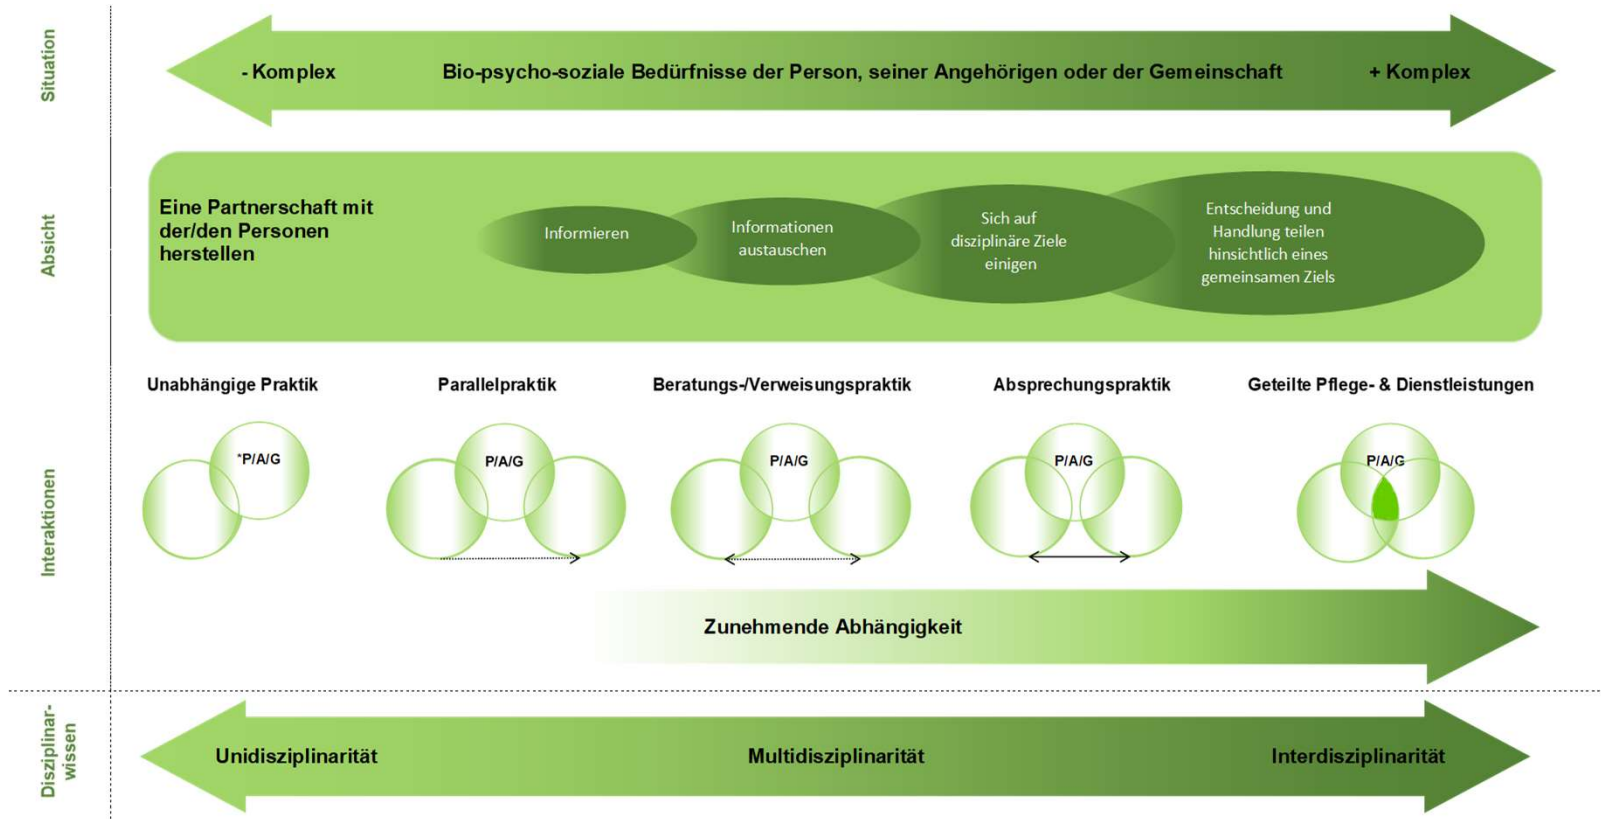 Situation
- Komplex
Bio-psycho-soziale Bedürfnisse der Person, seiner Angehörigen oder der Gemeinschaft
+ Komplex
Absicht
Eine Partnerschaft mit
der/den Personen
herstellen
Informieren
Informationen
austauschen
Sich auf
disziplinäre Ziele
einigen
Entscheidung und
Handlung teilen
hinsichtlich eines
gemeinsamen Ziels
Interaktionen
Unabhängige Praktik
Parallelpraktik
Beratungs-/Verweisungspraktik
Absprechungspraktik
Geteilte Pflege- & Dienstleistungen
*P/A/G
P/A/G
P/A/G
P/A/G
P/A/G
Zunehmende Abhängigkeit
Disziplinar-
wissen
Unidisziplinarität
Multidisziplinarität
Interdisziplinarität